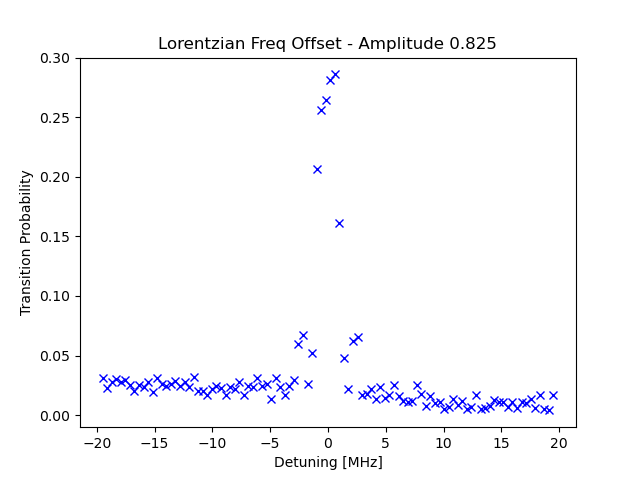 Lorentzian Freq Offset - Amplitude 0.825
0.30
0.25
0.20
0.15
0.10
0.05
0.00
Transition Probability
−20 −15 −10 −5 0 5 10 15 20
Detuning [MHz]